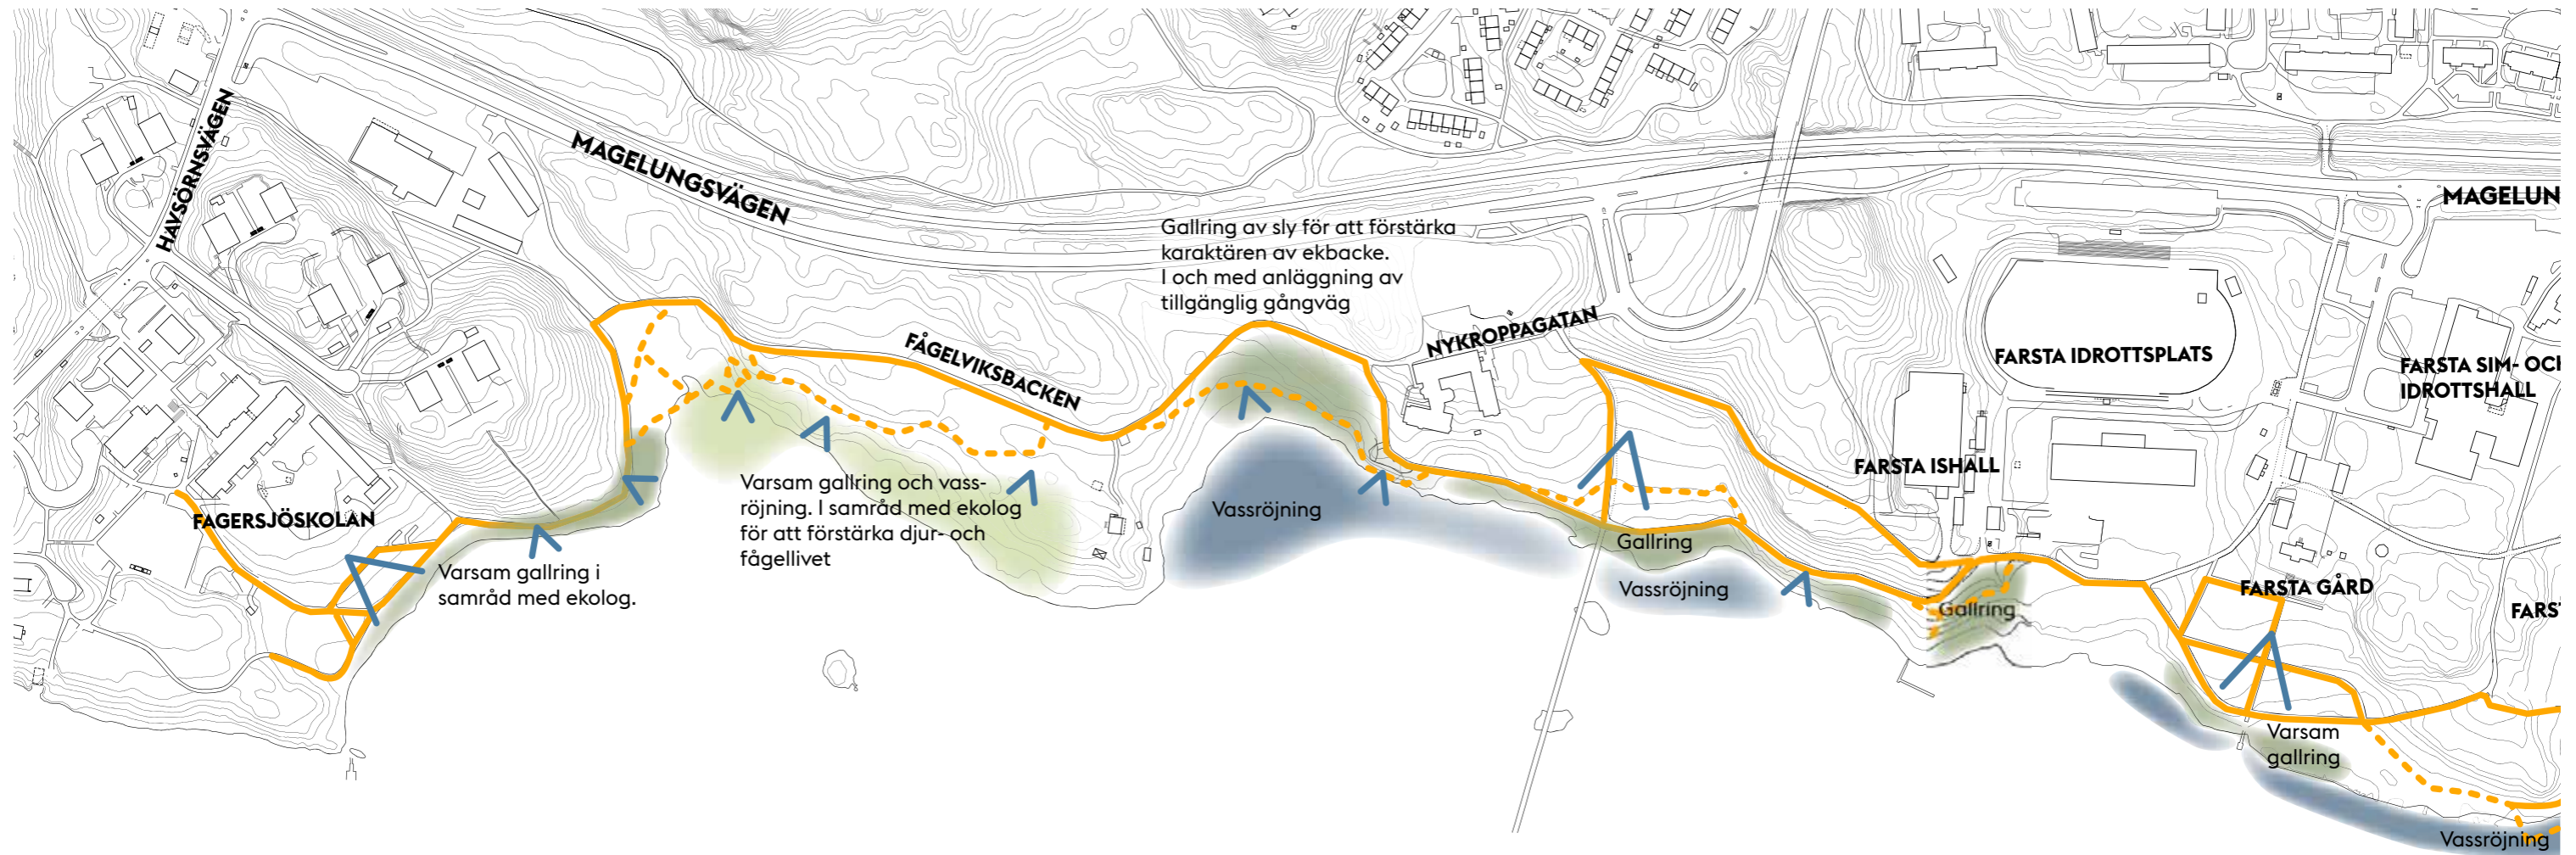 HAVSÖRNSVÄGEN
MAGELUNGSVÄGEN
MAGELUN
Gallring av sly för att förstärka
karaktären av ekbacke.
I och med anläggning av
tillgänglig gångväg
FÅGELVIKSBACKEN
NYKROPPAGATAN
FARSTA IDROTTSPLATS
FARSTA SIM- OCH
IDROTTSHALL
FARSTA ISHALL
FAGERSJÖSKOLAN
Varsam gallring och vass-
röjning. I samråd med ekolog
för att förstärka djur- och
fågellivet
Vassröjning
Gallring
Varsam gallring i
samråd med ekolog.
Vassröjning
Gallring
FARSTA GÅRD
FARST
Varsam
gallring
Vassröjning